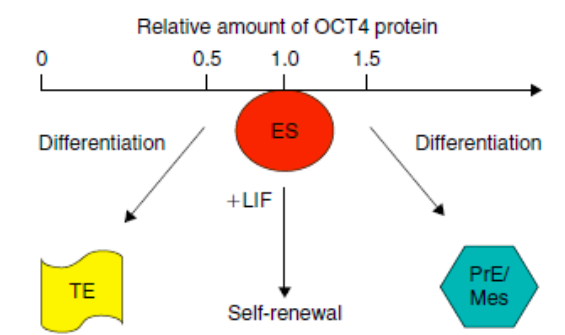 Relative amount of OCT4 protein
0 0.5 1.0 1.5
Differentiation
ES
Differentiation
+LIF
TE
Self-renewal
PrE/
Mes